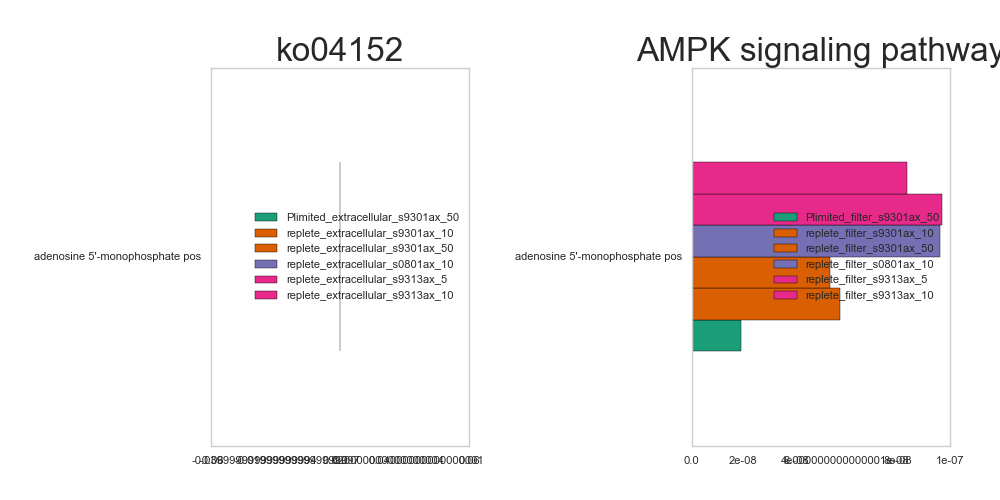 ko04152
AMPK signaling pathway
adenosine 5'-monophosphate pos
Plimited_extracellular_s9301ax_50
replete_extracellular_s9301ax_10
replete_extracellular_s9301ax_50
replete_extracellular_s0801ax_10
replete_extracellular_s9313ax_5
replete_extracellular_s9313ax_10
adenosine 5'-monophosphate pos
Plimited_filter_s9301ax_50
replete_filter_s9301ax_10
replete_filter_s9301ax_50
replete_filter_s0801ax_10
replete_filter_s9313ax_5
replete_filter_s9313ax_10
0.0
2e-08
1e-07